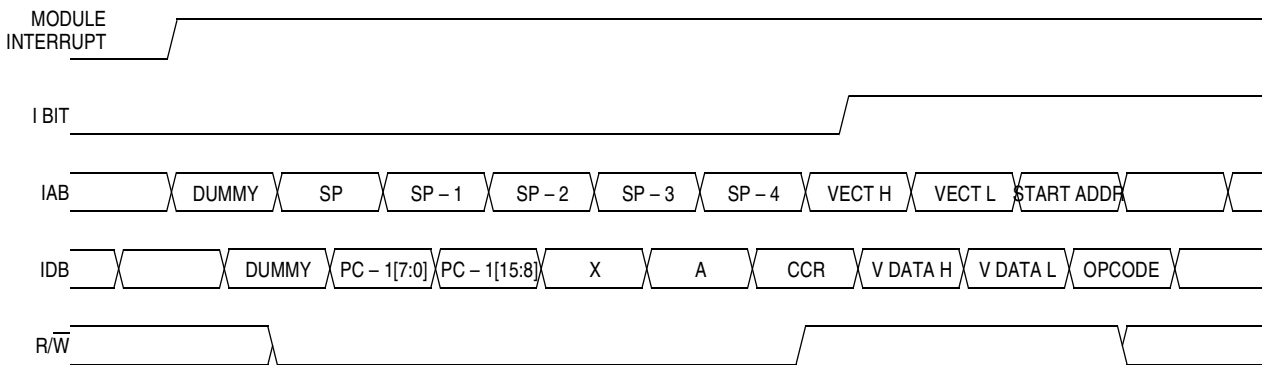 MODULE
INTERRUPT
I BIT
IAB DUMMY SP SP – 1 SP – 2 SP – 3 SP – 4 VECT H VECT L START ADDR
IDB DUMMY PC – 1[7:0] PC – 1[15:8] X A CCR V DATA H V DATA L OPCODE
R/W̅